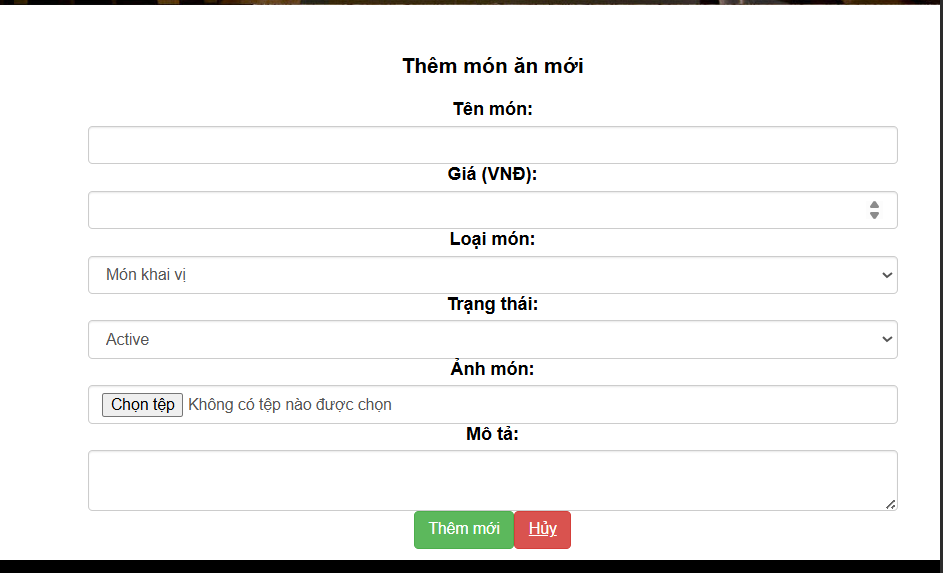 Thêm món ăn mới
Tên món:
Giá (VNĐ):
Loại món:
Món khai vị
Trạng thái:
Active
Ảnh món:
Chọn tệp Không có tệp nào được chọn
Mô tả:
Thêm mới Hủy